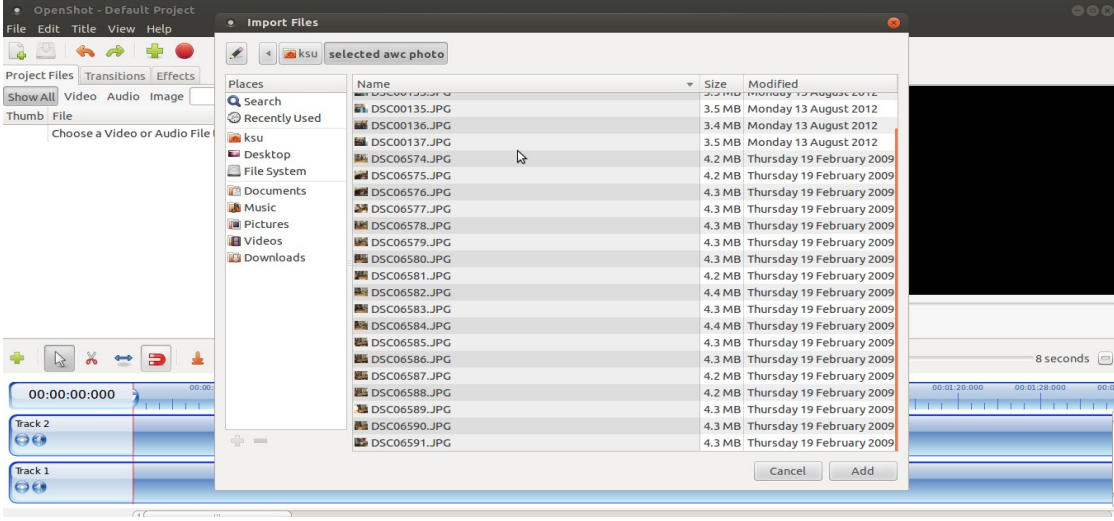 OpenShot - Default Project
File Edit Title View Help
Project Files Transitions Effects
Show All Video Audio Image
Thumb File
Choose a Video or Audio File
Import Files
ksu selected awc photo
Places
Search
Recently Used
ksu
Desktop
File System
Documents
Music
Pictures
Videos
Downloads
Name Size Modified
DSC00135.JPG 3.5 MB Monday 13 August 2012
DSC00136.JPG 3.4 MB Monday 13 August 2012
DSC00137.JPG 3.5 MB Monday 13 August 2012
DSC06574.JPG 4.2 MB Thursday 19 February 2009
DSC06575.JPG 4.2 MB Thursday 19 February 2009
DSC06576.JPG 4.3 MB Thursday 19 February 2009
DSC06577.JPG 4.3 MB Thursday 19 February 2009
DSC06578.JPG 4.3 MB Thursday 19 February 2009
DSC06579.JPG 4.3 MB Thursday 19 February 2009
DSC06580.JPG 4.3 MB Thursday 19 February 2009
DSC06581.JPG 4.2 MB Thursday 19 February 2009
DSC06582.JPG 4.4 MB Thursday 19 February 2009
DSC06583.JPG 4.3 MB Thursday 19 February 2009
DSC06584.JPG 4.4 MB Thursday 19 February 2009
DSC06585.JPG 4.3 MB Thursday 19 February 2009
DSC06586.JPG 4.3 MB Thursday 19 February 2009
DSC06587.JPG 4.2 MB Thursday 19 February 2009
DSC06588.JPG 4.2 MB Thursday 19 February 2009
DSC06589.JPG 4.3 MB Thursday 19 February 2009
DSC06590.JPG 4.3 MB Thursday 19 February 2009
DSC06591.JPG 4.3 MB Thursday 19 February 2009
Cancel Add
8 seconds
00:00:00:000 00:01:20:000 00:01:28:000
Track 2
Track 1